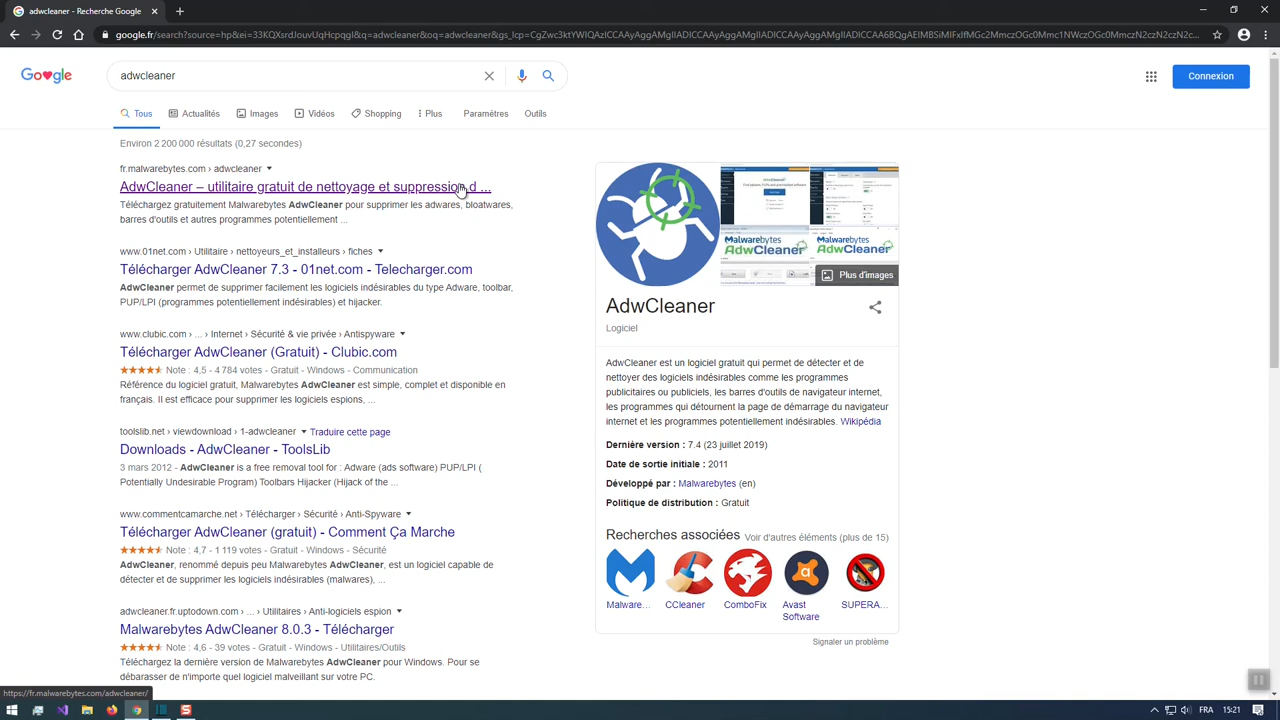 adwcleaner - Recherche Google
google.fr/search?hp&ei=
adwcleaner
Connexion
Tous Actualités Images Vidéos Shopping Plus Paramètres Outils
Environ 2 200 000 résultats (0,27 secondes)
fr.malwarebytes.com › adwcleaner
AdwCleaner – utilitaire gratuit de nettoyage et suppression d ...
Téléchargez gratuitement Malwarebytes AdwCleaner pour supprimer les adwares, bloatwares,
barres d'outils et autres programmes potentiellement ...
www.01net.com › Utilitaire › nettoyeurs_et_installeurs › fiches
Télécharger AdwCleaner 7.3 - 01net.com - Telecharger.com
AdwCleaner permet de supprimer facilement les logiciels indésirables du type Adware, toolbar,
PUP/LPI (programmes potentiellement indésirables) et hijacker.
www.clubic.com › ... › Internet › Sécurité & vie privée › Antispyware
Télécharger AdwCleaner (Gratuit) - Clubic.com
Note : 4,5 - 4 784 votes - Gratuit - Windows - Communication
Référence du logiciel gratuit, Malwarebytes AdwCleaner est simple, complet et disponible en
français. Il est efficace pour supprimer les logiciels espions, ...
toolslib.net › viewdownload › 1-adwcleaner Traduire cette page
Downloads - AdwCleaner - ToolsLib
3 mars 2012 - AdwCleaner is a free removal tool for : Adware (ads software) PUP/LPI (
Potentially Undesirable Program) Toolbars Hijacker (Hijack of the ...
www.commentcamarche.net › Télécharger › Sécurité › Anti-Spyware
Télécharger AdwCleaner (gratuit) - Comment Ça Marche
Note : 4,7 - 1 119 votes - Gratuit - Windows - Sécurité
AdwCleaner, renommé depuis peu Malwarebytes AdwCleaner, est un logiciel capable de
détecter et de supprimer les logiciels indésirables (malwares), ...
adwcleaner.fr.uptodown.com › ... › Utilitaires › Anti-logiciels espion
Malwarebytes AdwCleaner 8.0.3 - Télécharger
Note : 4,6 - 39 votes - Gratuit - Windows - Utilitaires/Outils
Téléchargez la dernière version de Malwarebytes AdwCleaner pour Windows. Pour se
débarasser de n'importe quel logiciel malveillant sur votre PC.
Malwarebytes
AdwCleaner
Malwarebytes
AdwCleaner
Plus d'images
AdwCleaner
Logiciel
AdwCleaner est un logiciel gratuit qui permet de détecter et de
nettoyer des logiciels indésirables comme les programmes
publicitaires ou publiciels, les barres d'outils de navigateur internet,
les programmes qui détournent la page de démarrage du navigateur
internet et les programmes potentiellement indésirables. Wikipédia
Dernière version : 7.4 (23 juillet 2019)
Date de sortie initiale : 2011
Développé par : Malwarebytes (en)
Politique de distribution : Gratuit
Recherches associées Voir d'autres éléments (plus de 15)
Malware... CCleaner ComboFix Avast SUPERA...
Software
Signaler un problème
https://fr.malwarebytes.com/adwcleaner/
FRA 15:21